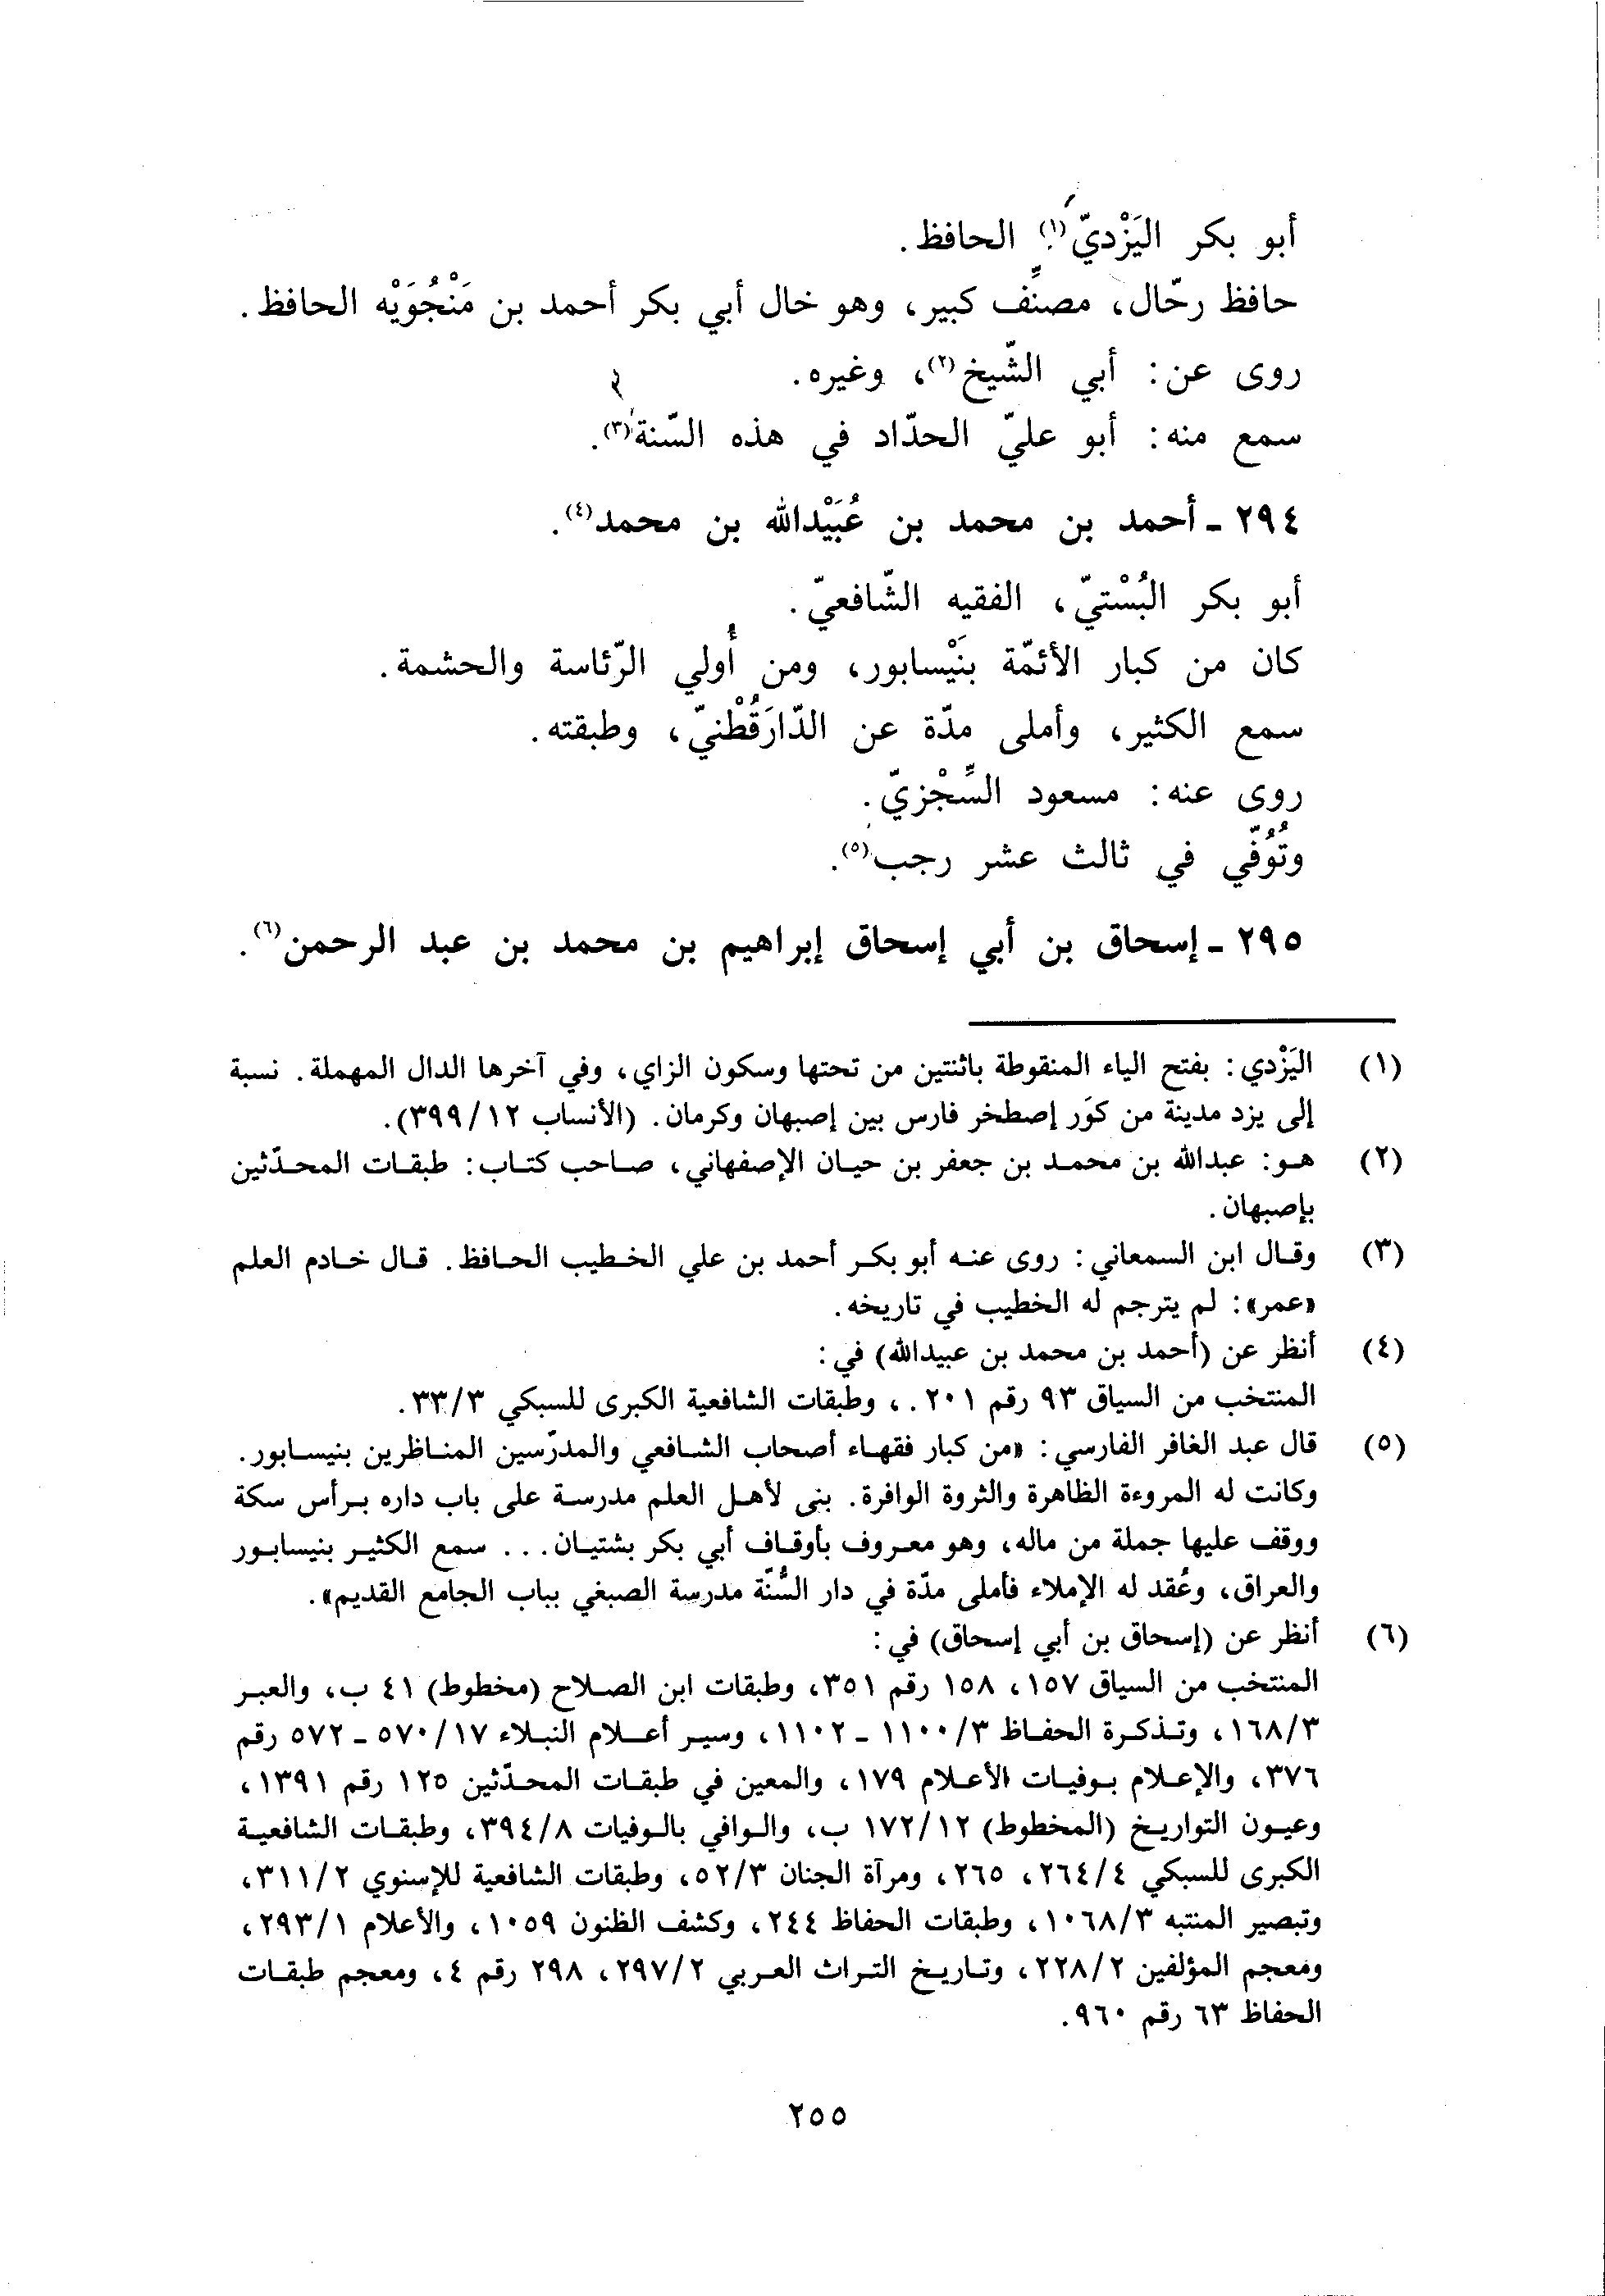 أبو بكر اليَزْديّ(١) الحافظ.
حافظ رحّال، مصنِّف كبير، وهو خال أبي بكر أحمد بن مَنْجُوَيْه الحافظ.
روى عن: أبي الشّيخ(٢)، وغيره.
سمع منه: أبو عليّ الحدّاد في هذه السّنة(٣).
٢٩٤ - أحمد بن محمد بن عُبَيْدالله بن محمد(٤).
أبو بكر البُسْتيّ، الفقيه الشّافعيّ.
كان من كبار الأئمّة بنَيْسابور، ومن أُولي الرّئاسة والحشمة.
سمع الكثير، وأملى مدّة عن الدّارَقُطْنيّ، وطبقته.
روى عنه: مسعود السِّجْزيّ.
وتُوُفّي في ثالث عشر رجب(٥).
٢٩٥ - إسحاق بن أبي إسحاق إبراهيم بن محمد بن عبد الرحمن(٦).
(١) اليَزْدي: بفتح الياء المنقوطة باثنتين من تحتها وسكون الزاي، وفي آخرها الدال المهملة. نسبة
إلى يزد مدينة من كوَر إصطخر فارس بين إصبهان وكرمان. (الأنساب ٣٩٩/١٢).
(٢) هو: عبدالله بن محمد بن جعفر بن حيان الإصفهاني، صاحب كتاب: طبقات المحدّثين
بإصبهان.
(٣) وقال ابن السمعاني: روى عنه أبو بكر أحمد بن علي الخطيب الحافظ. قال خادم العلم
«عمر»: لم يترجم له الخطيب في تاريخه.
(٤) أنظر عن (أحمد بن محمد بن عبيدالله) في:
المنتخب من السياق ٩٣ رقم ٢٠١.، وطبقات الشافعية الكبرى للسبكي ٣٣/٣.
(٥) قال عبد الغافر الفارسي: «من كبار فقهاء أصحاب الشافعي والمدرّسين المناظرين بنيسابور.
وكانت له المروءة الظاهرة والثروة الوافرة. بنى لأهل العلم مدرسة على باب داره برأس سكة
ووقف عليها جملة من ماله، وهو معروف بأوقاف أبي بكر بشتيان... سمع الكثير بنيسابور
والعراق، وعُقد له الإملاء فأملى مدّة في دار السُّنّة مدرسة الصبغي بباب الجامع القديم».
(٦) أنظر عن (إسحاق بن أبي إسحاق) في:
المنتخب من السياق ١٥٧، ١٥٨ رقم ٣٥١، وطبقات ابن الصلاح (مخطوط) ٤١ ب، والعبر
١٦٨/٣، وتذكرة الحفاظ ١١٠٠/٣ - ١١٠٢، وسير أعلام النبلاء ٥٧٠/١٧ - ٥٧٢ رقم
٣٧٦، والإعلام بوفيات الأعلام ١٧٩، والمعين في طبقات المحدّثين ١٢٥ رقم ١٣٩١،
وعيون التواريخ (المخطوط) ١٧٢/١٢ ب، والوافي بالوفيات ٣٩٤/٨، وطبقات الشافعية
الكبرى للسبكي ٢٦٤/٤، ٢٦٥، ومرآة الجنان ٥٢/٣، وطبقات الشافعية للإسنوي ٣١١/٢،
وتبصير المنتبه ١٠٦٨/٣، وطبقات الحفاظ ٢٤٤، وكشف الظنون ١٠٥٩، والأعلام ٢٩٣/١،
ومعجم المؤلفين ٢٢٨/٢، وتاريخ التراث العربي ٢٩٧/٢، ٢٩٨ رقم ٤، ومعجم طبقات
الحفاظ ٦٣ رقم ٩٦٠.
٢٥٥